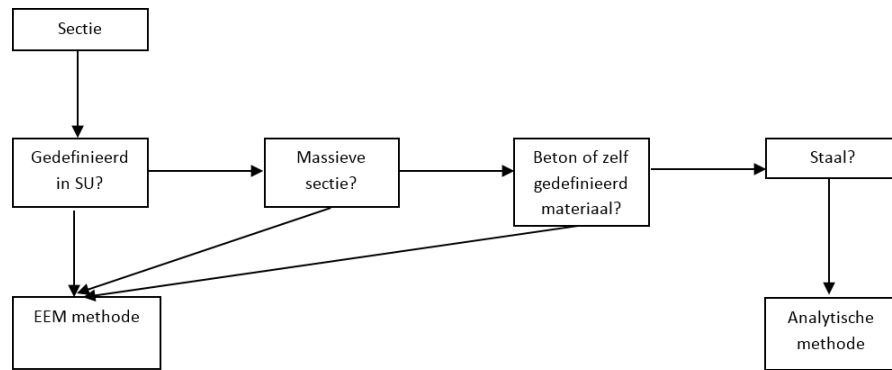 Sectie
Gedefinieerd
in SU?
Massieve
sectie?
Beton of zelf
gedefinieerd
materiaal?
Staal?
EEM methode
Analytische
methode